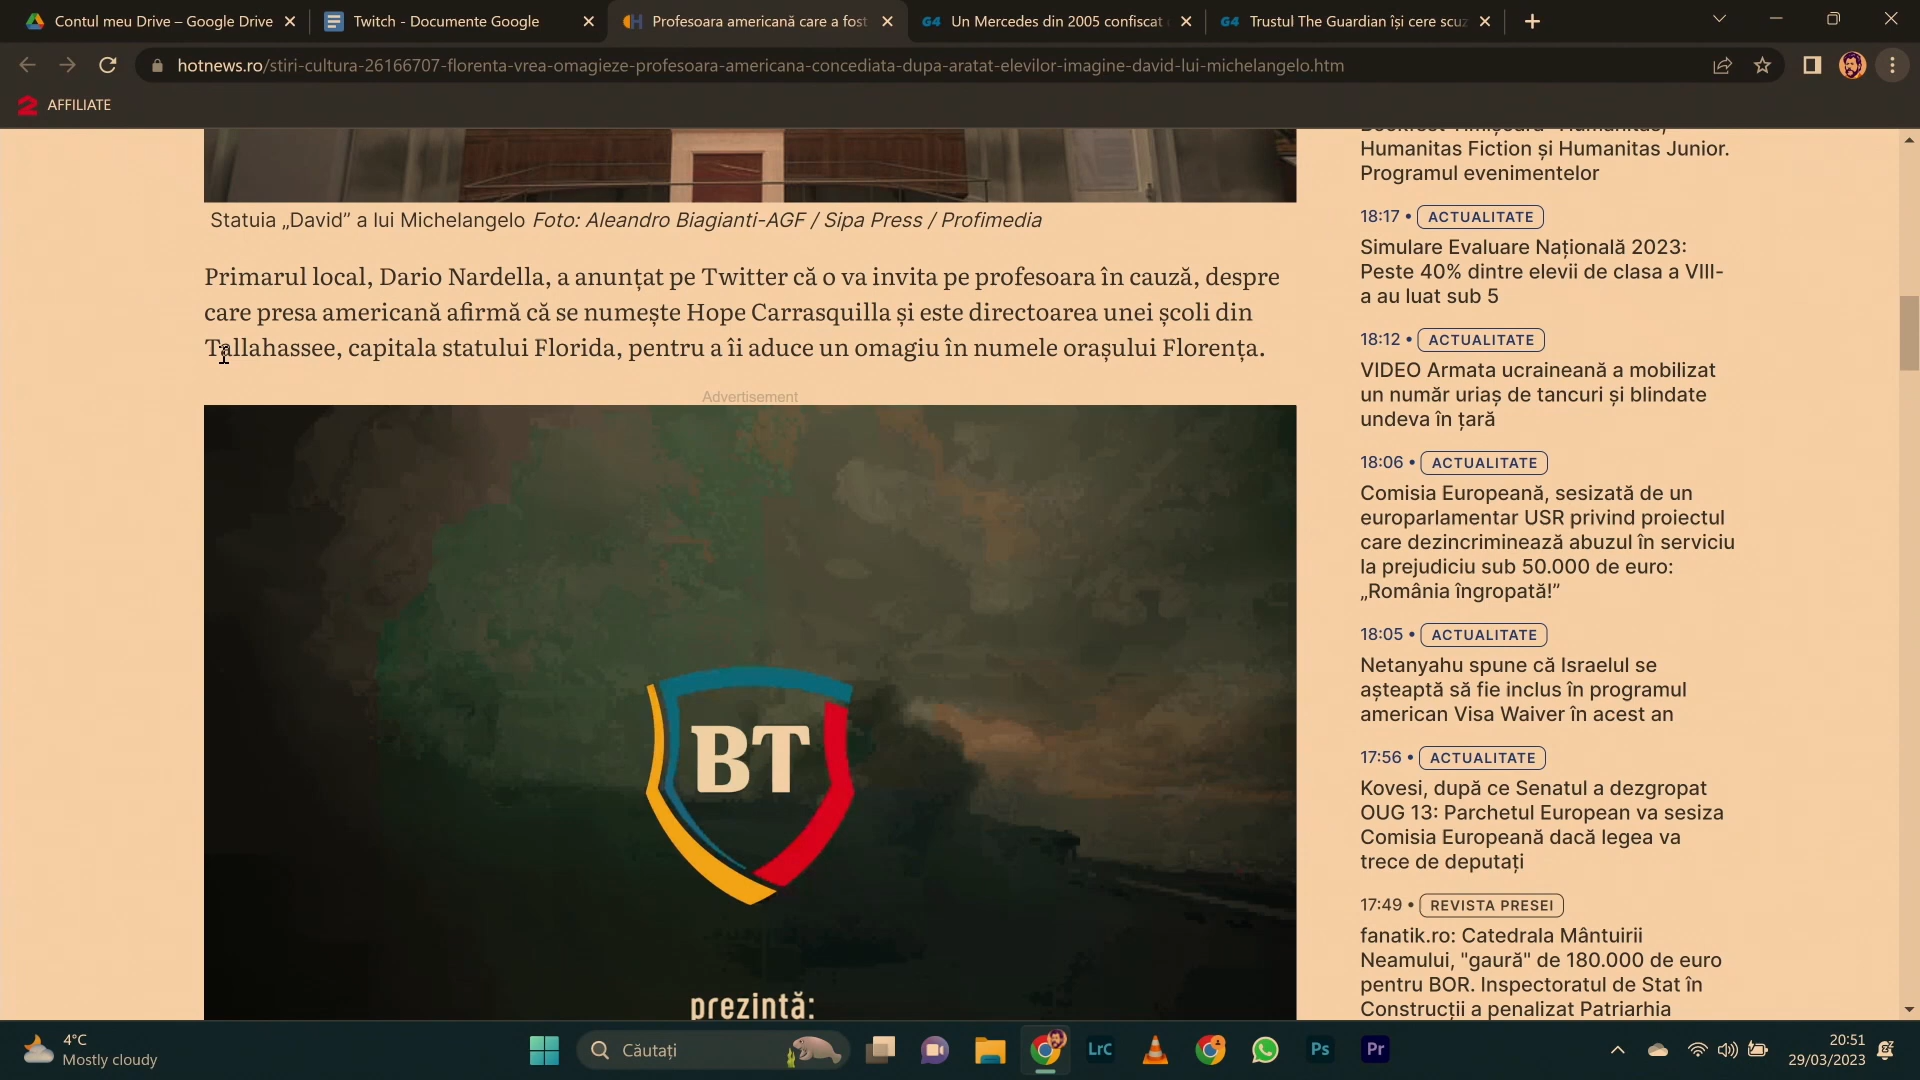 Contul meu Drive – Google Drive
Twitch - Documente Google
Profesoara americană care a fost
G4 Un Mercedes din 2005 confiscat
G4 Trustul The Guardian își cere scuz
hotnews.ro/stiri-cultura-26166707-florenta-vrea-omagieze-profesoara-americana-concediata-dupa-aratat-elevilor-imagine-david-lui-michelangelo.htm
AFFILIATE
Statuia „David” a lui Michelangelo Foto: Aleandro Biagianti-AGF / Sipa Press / Profimedia
Primarul local, Dario Nardella, a anunțat pe Twitter că o va invita pe profesoara în cauză, despre
care presa americană afirmă că se numește Hope Carrasquilla și este directoarea unei școli din
Tallahassee, capitala statului Florida, pentru a îi aduce un omagiu în numele orașului Florența.
Advertisement
BT
prezintă:
Bookfest Timișoara
Humanitas,
Humanitas Fiction și Humanitas Junior.
Programul evenimentelor
18:17 • ACTUALITATE
Simulare Evaluare Națională 2023:
Peste 40% dintre elevii de clasa a VIII-
a au luat sub 5
18:12 • ACTUALITATE
VIDEO Armata ucraineană a mobilizat
un număr uriaș de tancuri și blindate
undeva în țară
18:06 • ACTUALITATE
Comisia Europeană, sesizată de un
europarlamentar USR privind proiectul
care dezincriminează abuzul în serviciu
la prejudiciu sub 50.000 de euro:
„România îngropată!”
18:05 • ACTUALITATE
Netanyahu spune că Israelul se
așteaptă să fie inclus în programul
american Visa Waiver în acest an
17:56 • ACTUALITATE
Kovesi, după ce Senatul a dezgropat
OUG 13: Parchetul European va sesiza
Comisia Europeană dacă legea va
trece de deputați
17:49 • REVISTA PRESEI
fanatik.ro: Catedrala Mântuirii
Neamului, "gaură" de 180.000 de euro
pentru BOR. Inspectoratul de Stat în
Construcții a penalizat Patriarhia
4°C
Mostly cloudy
Căutați
LrC
Ps
Pr
20:51
29/03/2023